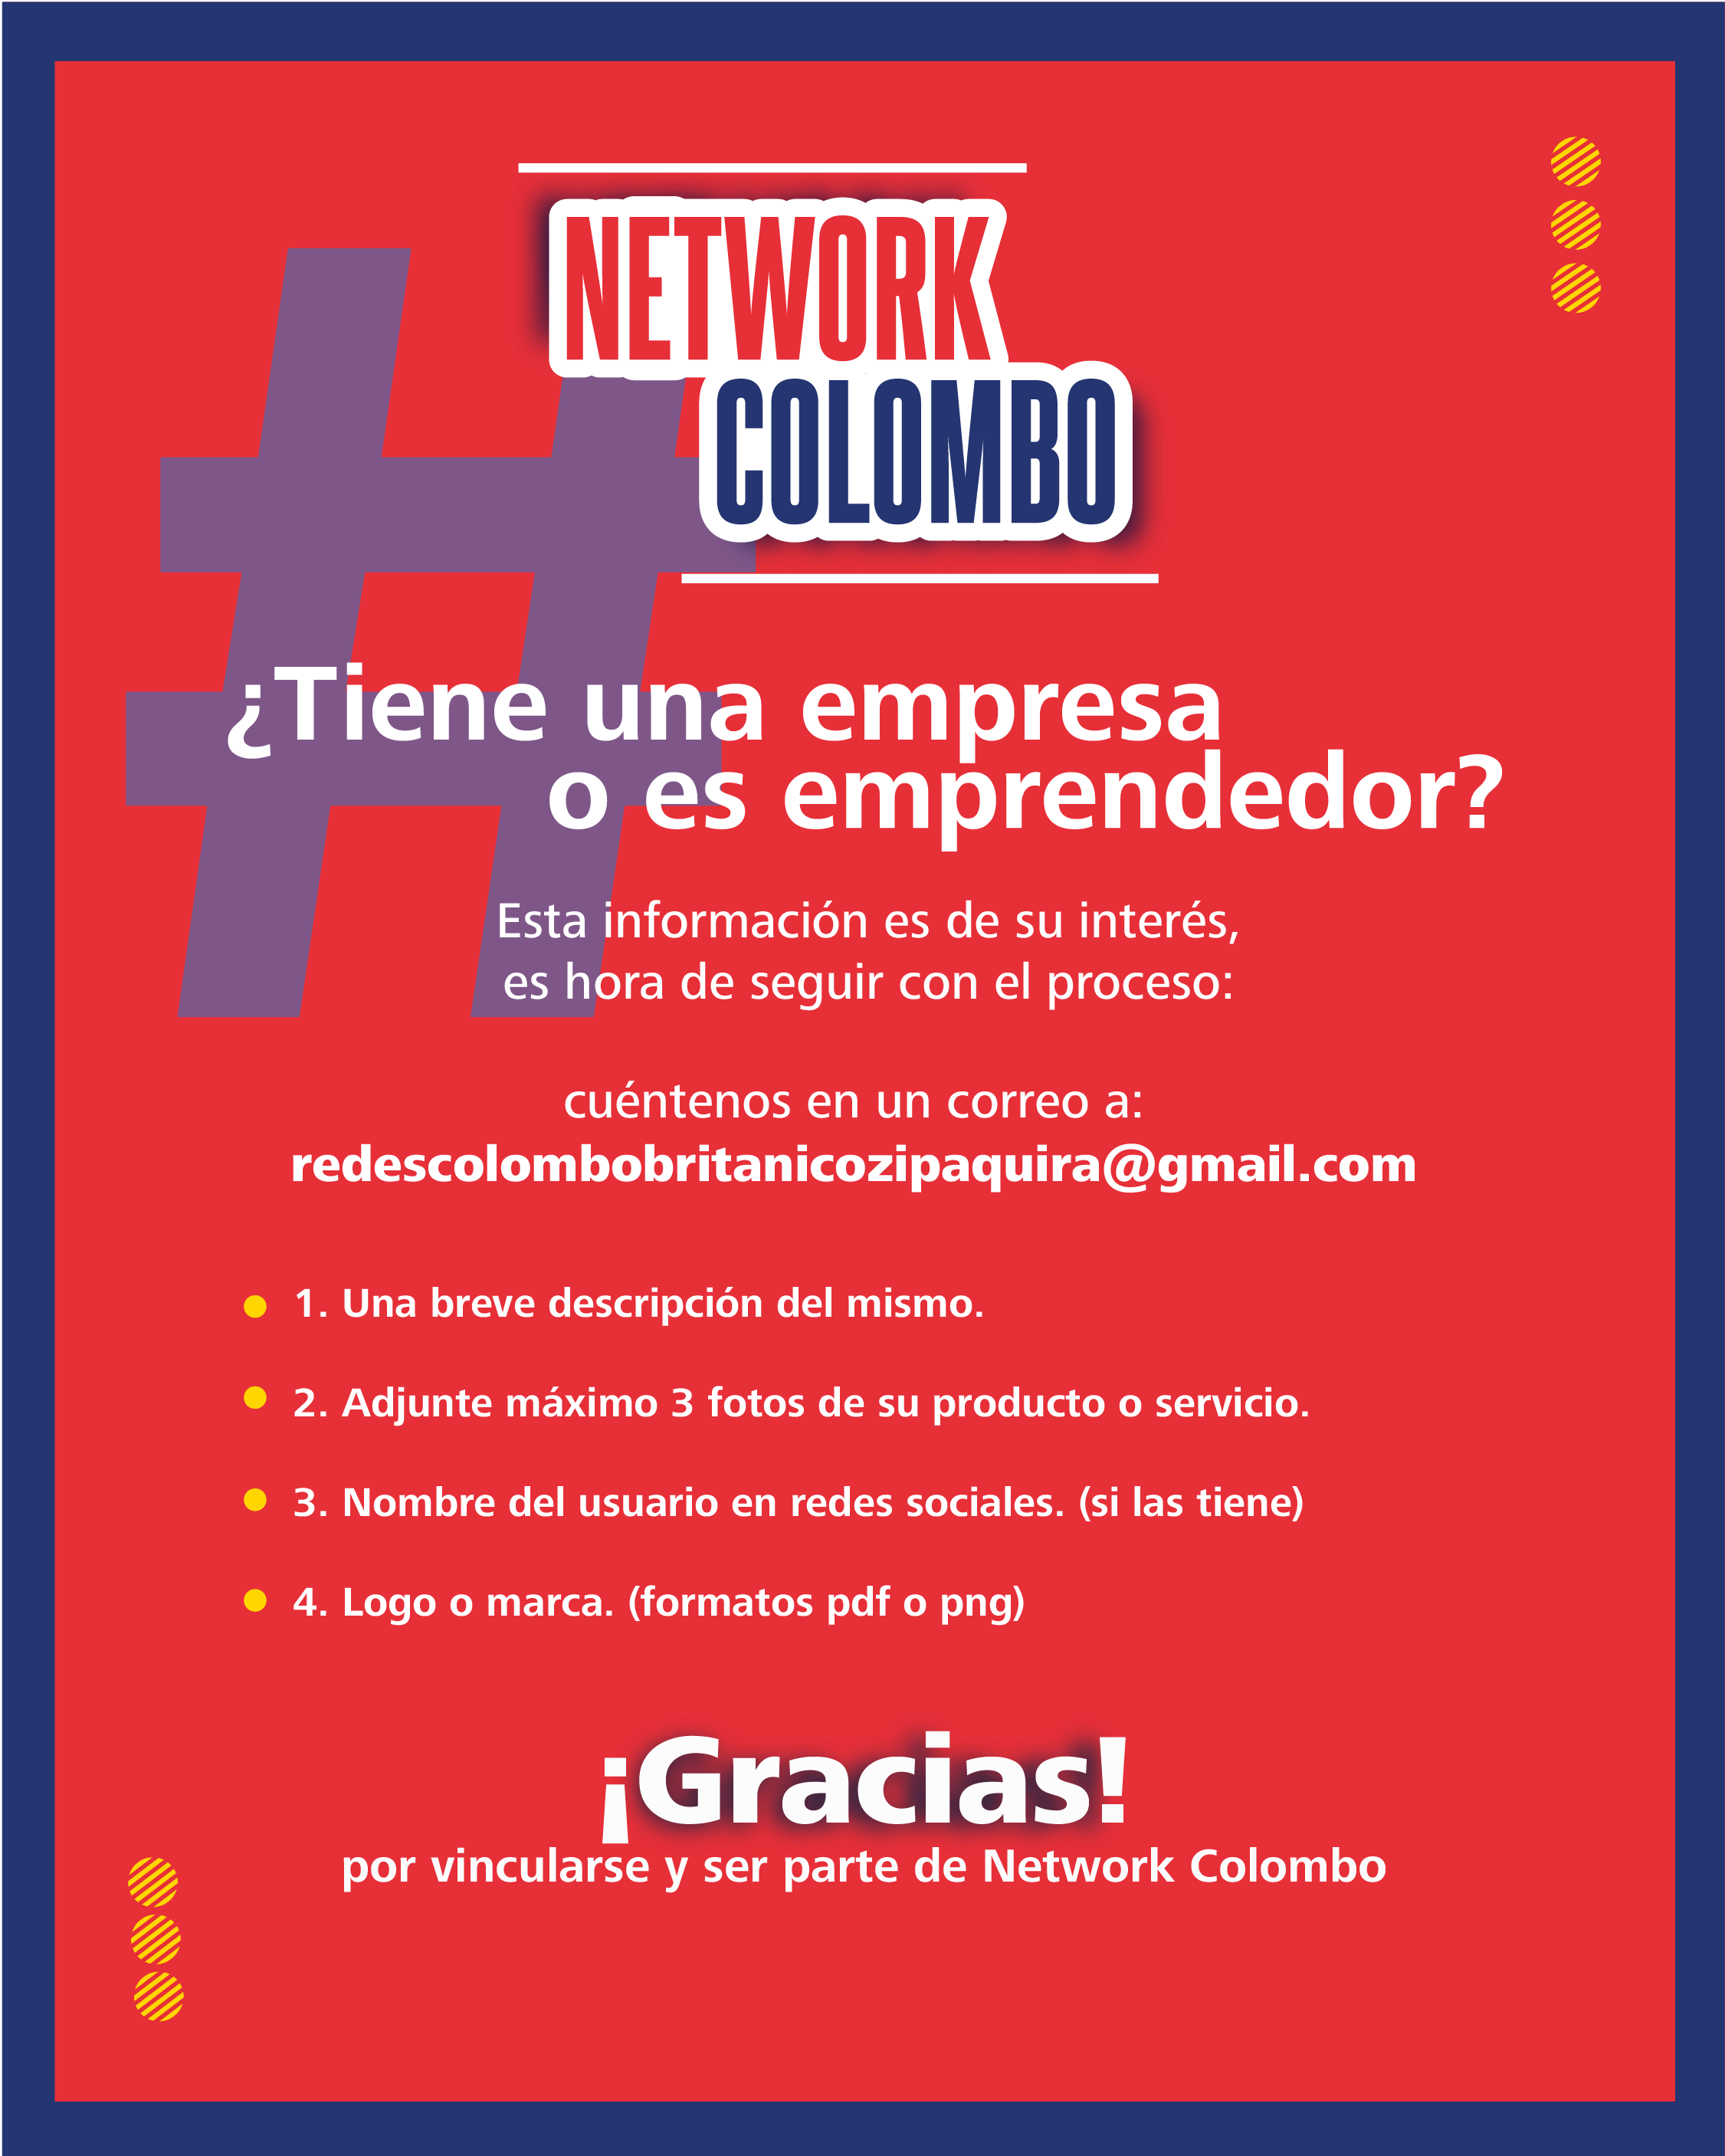 #
NETWORK
COLOMBO
¿Tiene una empresa
o es emprendedor?
Esta información es de su interés,
es hora de seguir con el proceso:
cuéntenos en un correo a:
redescolombobritanicozipaquira@gmail.com
1. Una breve descripción del mismo.
2. Adjunte máximo 3 fotos de su producto o servicio.
3. Nombre del usuario en redes sociales. (si las tiene)
4. Logo o marca. (formatos pdf o png)
¡Gracias!
por vincularse y ser parte de Network Colombo